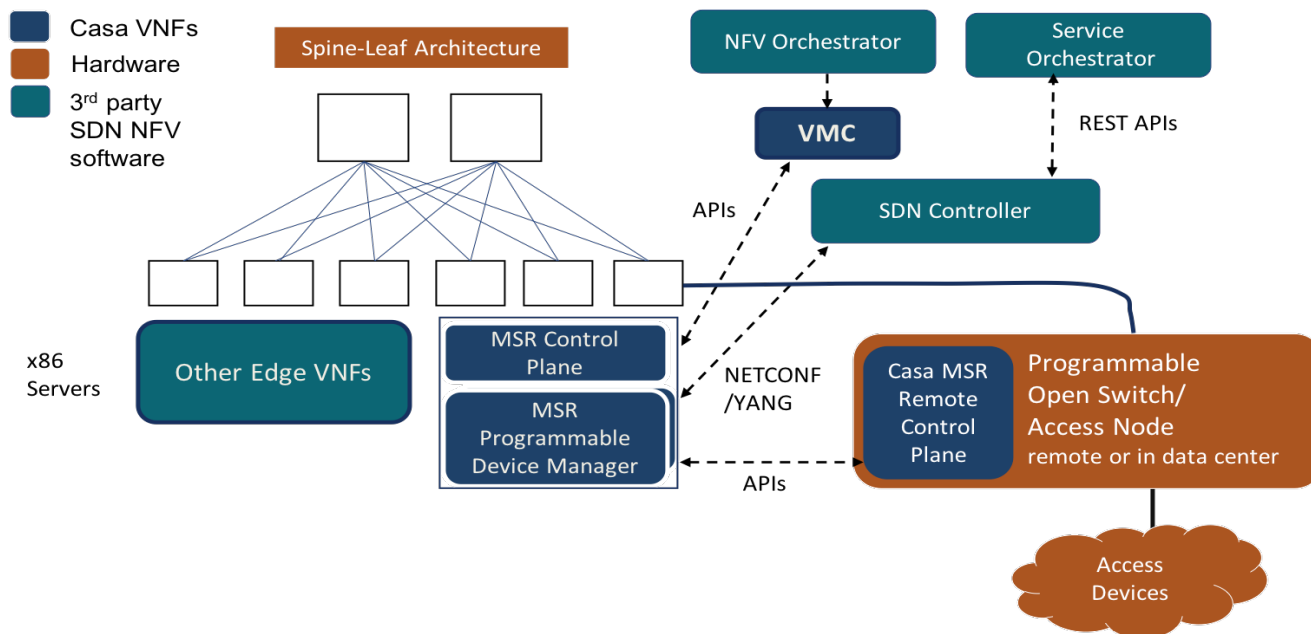 Casa VNFs
Hardware
3rd party
SDN NFV
software
Spine-Leaf Architecture
NFV Orchestrator
Service
Orchestrator
VMC
REST APIs
APIs
SDN Controller
x86
Servers
Other Edge VNFs
MSR Control
Plane
MSR
Programmable
Device Manager
NETCONF
/YANG
APIs
Casa MSR
Remote
Control
Plane
Programmable
Open Switch/
Access Node
remote or in data center
Access
Devices